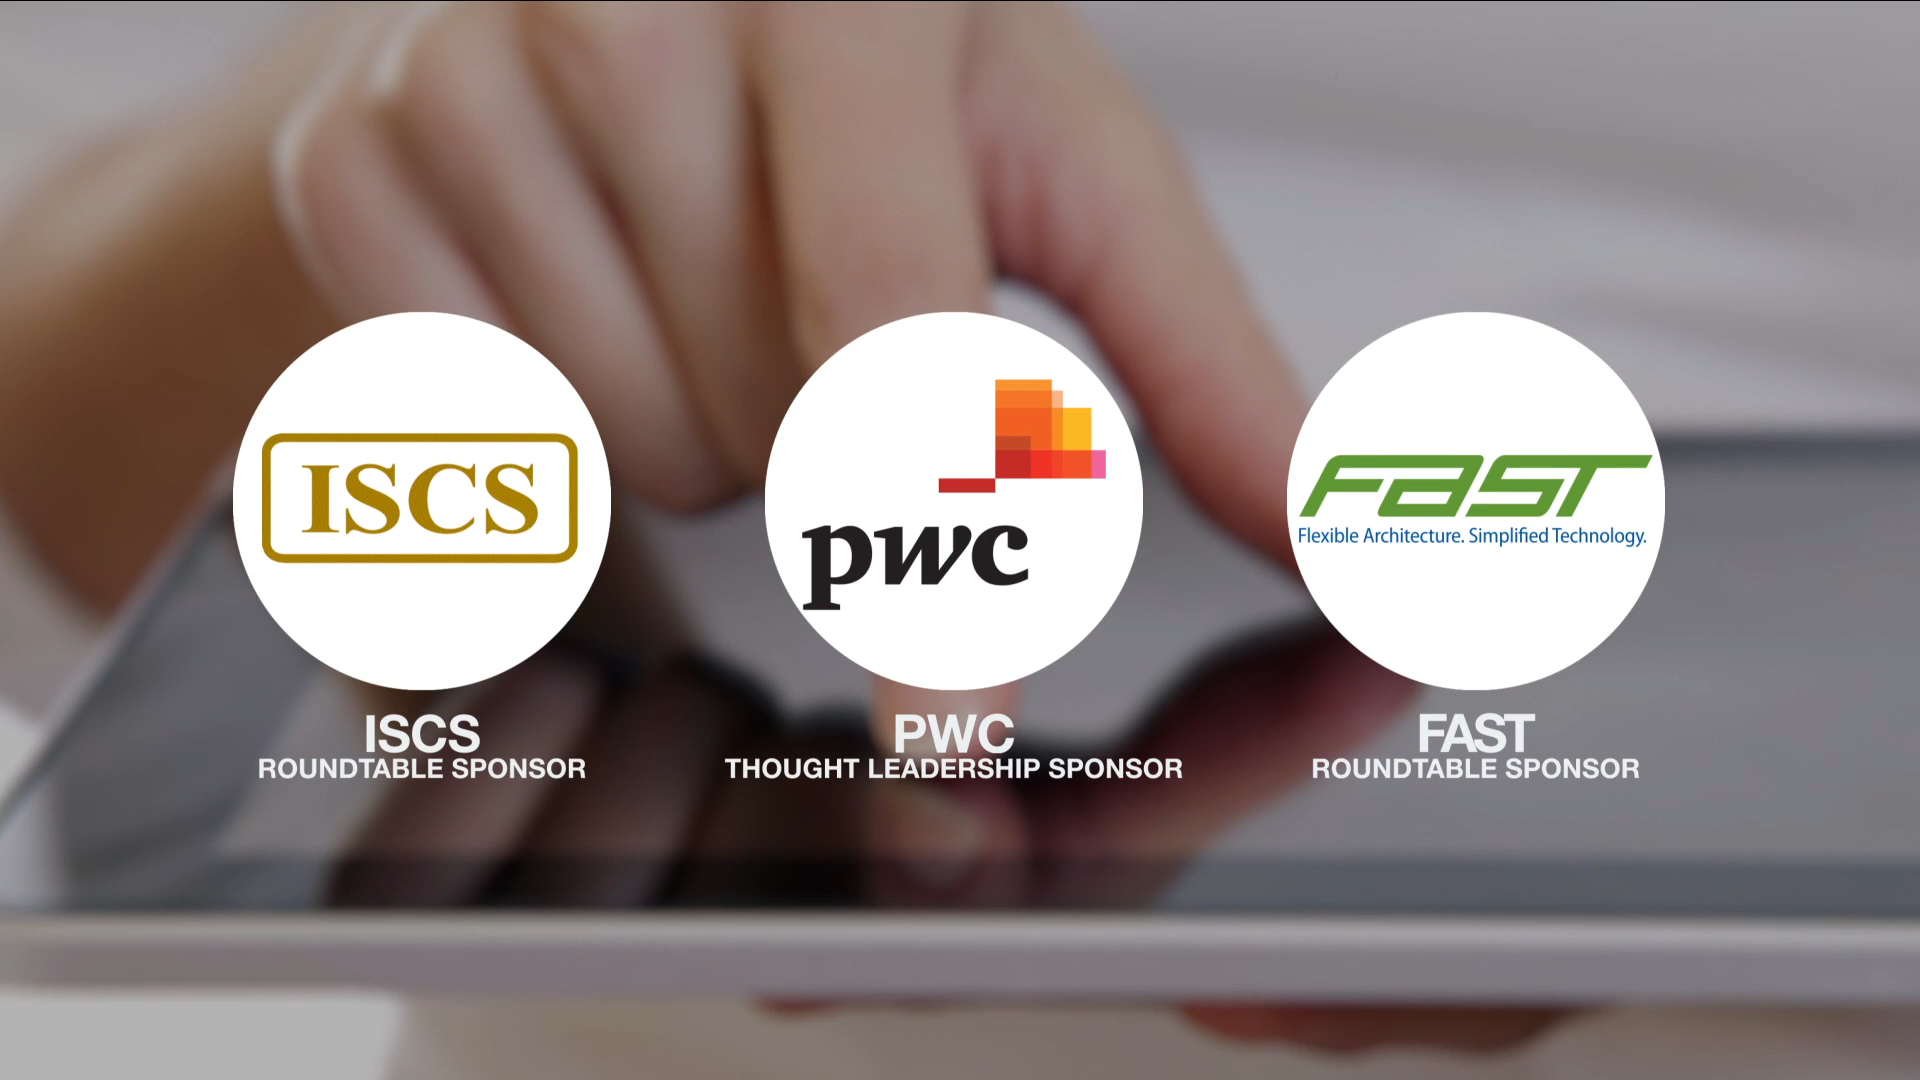 ISCS
pwc
FAST
Flexible Architecture. Simplified Technology.
ISCS
ROUNDTABLE SPONSOR
PWC
THOUGHT LEADERSHIP SPONSOR
FAST
ROUNDTABLE SPONSOR